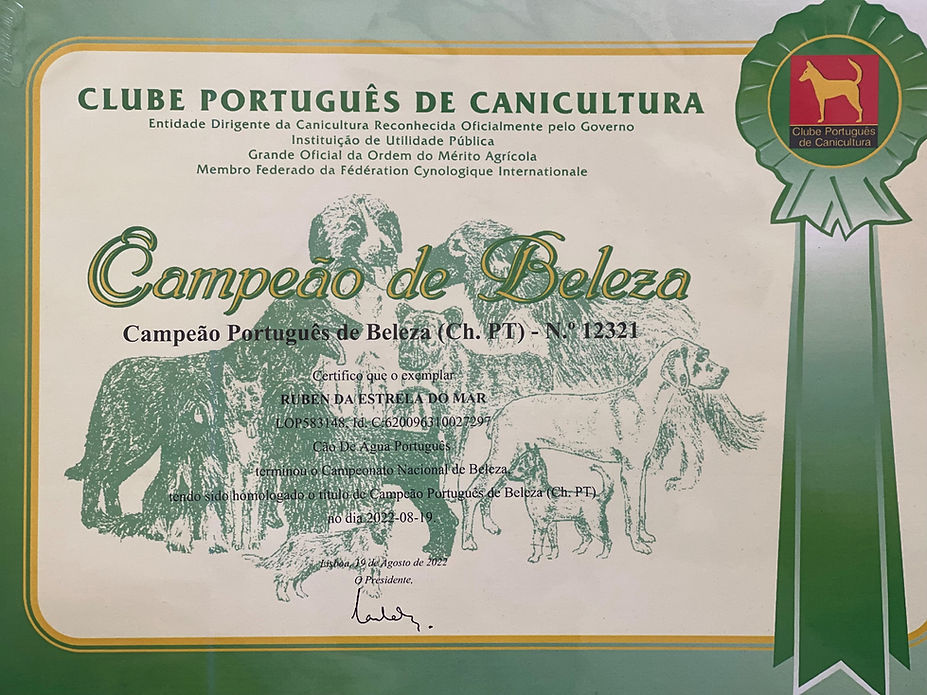 CLUBE PORTUGUÊS DE CANICULTURA
Entidade Dirigente da Canicultura Reconhecida Oficialmente pelo Governo
Instituição de Utilidade Pública
Grande Oficial da Ordem do Mérito Agrícola
Membro Federado da Fédération Cynologique Internationale
Clube Português
de Canicultura
Campeão de Beleza
Campeão Português de Beleza (Ch. PT) - N.º 12321
Certifico que o exemplar
RUBEN DA ESTRELA DO MAR
LOP583148, Id. C/620096310027297
Cão De Agua Português
terminou o Campeonato Nacional de Beleza,
tendo sido homologado o título de Campeão Português de Beleza (Ch. PT)
no dia 2022-08-19.
Lisboa, 19 de Agosto de 2022
O Presidente,